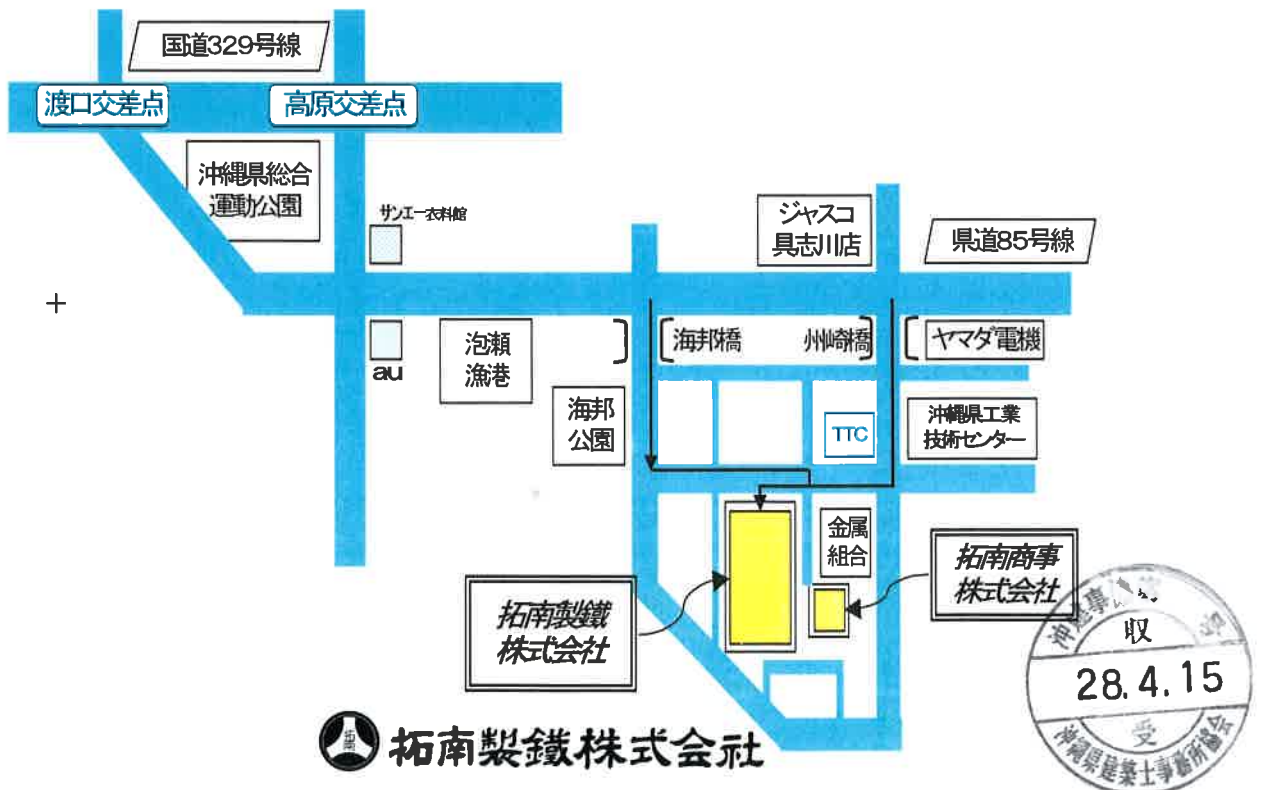 国道329号線
渡口交差点
高原交差点
沖縄県総合
運動公園
サンエー衣料館
ジャスコ
具志川店
県道85号線
au
泡瀬
漁港
海邦橋
州崎橋
ヤマダ電機
海邦
公園
TTC
沖縄県工業
技術センター
金属
組合
拓南商事
株式会社
拓南製鐵
株式会社
収
28.4.15
受
拓南
拓南製鐵株式会社